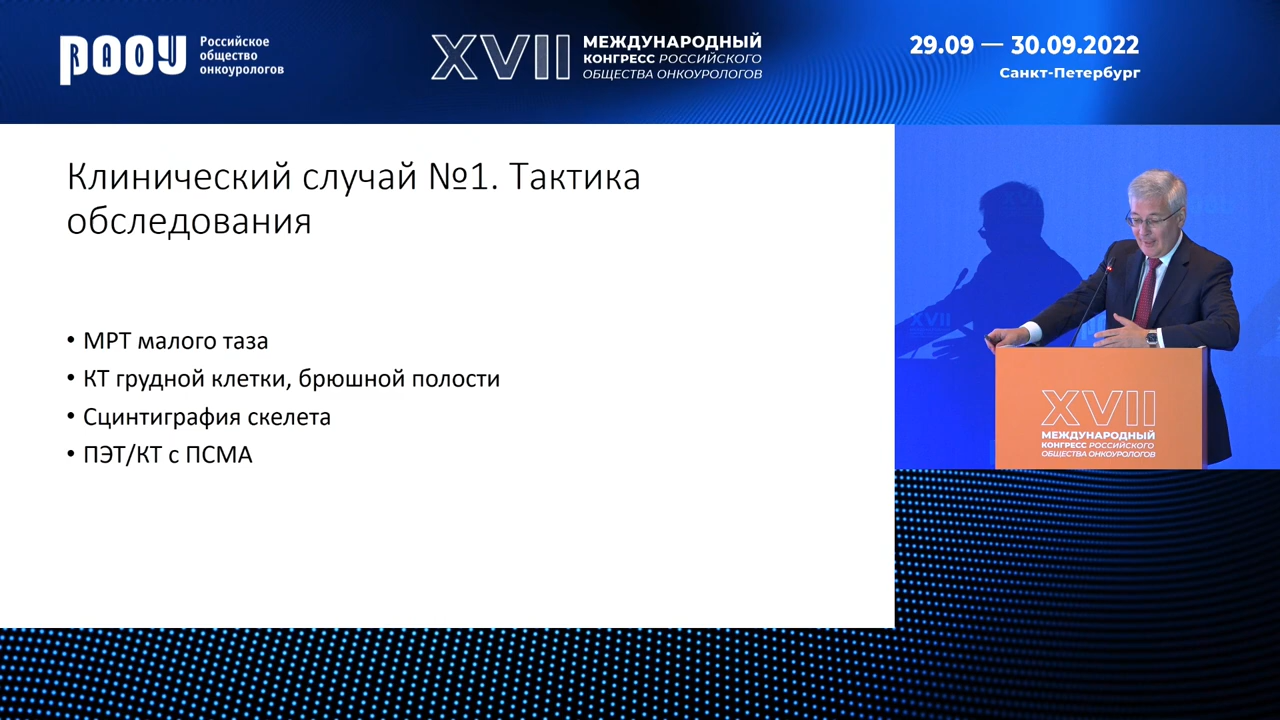 РАОУ
Российское
общество
онкоурологов
XVII
МЕЖДУНАРОДНЫЙ
КОНГРЕСС РОССИЙСКОГО
ОБЩЕСТВА ОНКОУРОЛОГОВ
29.09 — 30.09.2022
Санкт-Петербург
Клинический случай №1. Тактика
обследования
• МРТ малого таза
• КТ грудной клетки, брюшной полости
• Сцинтиграфия скелета
• ПЭТ/КТ с ПСМА
XVII
МЕЖДУНАРОДНЫЙ
КОНГРЕСС РОССИЙСКОГО
ОБЩЕСТВА ОНКОУРОЛОГОВ